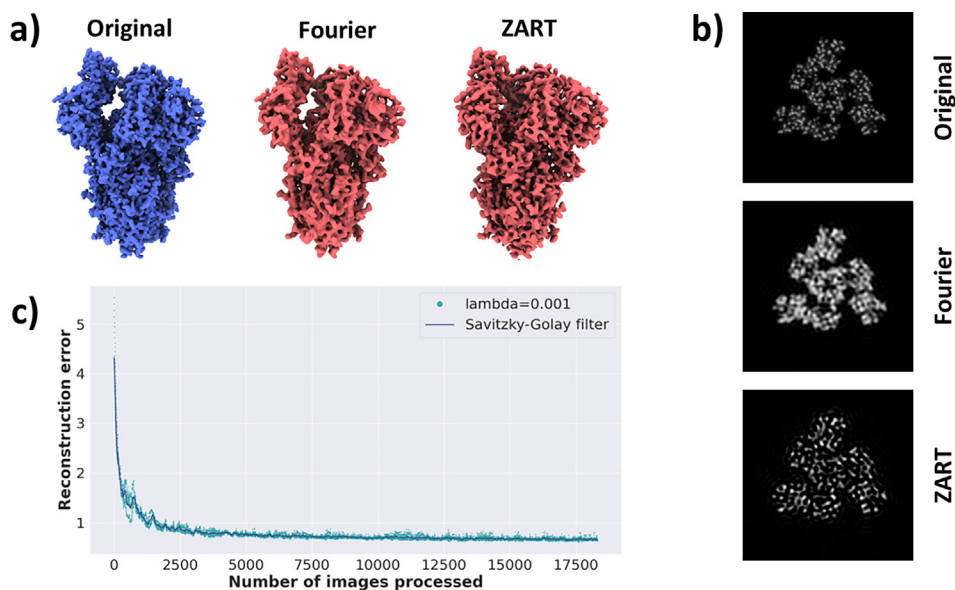 a)
Original
Fourier
ZART
b)
Original
Fourier
ZART
c)
lambda=0.001
Savitzky-Golay filter
Reconstruction error
5
4
3
2
1
0
2500
5000
7500
10000
12500
15000
17500
Number of images processed